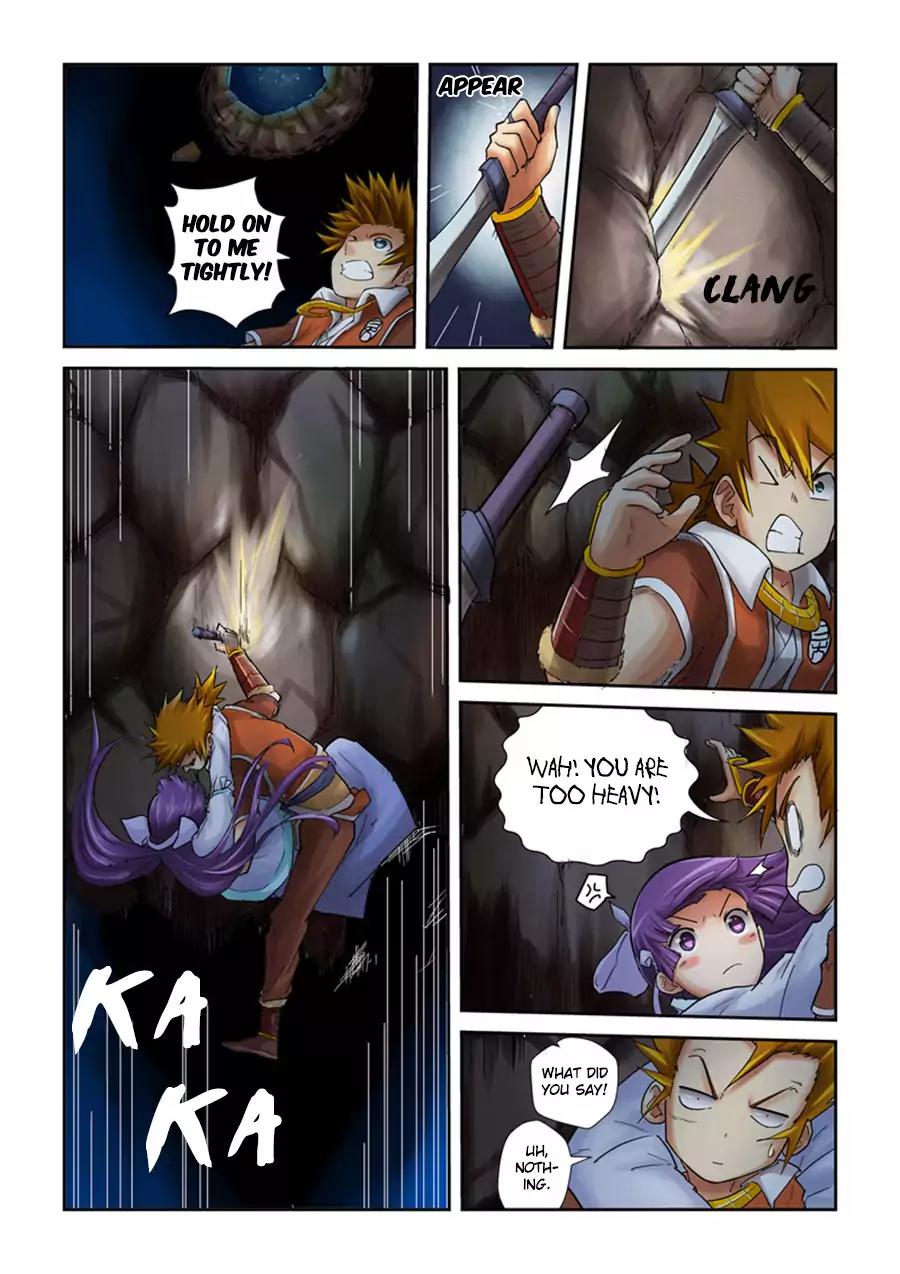 HOLD ON
TO ME
TIGHTLY!
APPEAR
CLANG
KA
KA
WAH! YOU ARE
TOO HEAVY!
WHAT DID
YOU SAY!
UH,
NOTH-
ING.